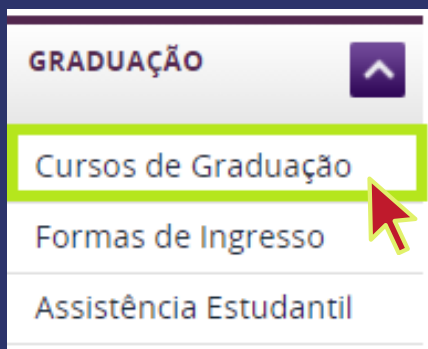 GRADUAÇÃO
Cursos de Graduação
Formas de Ingresso
Assistência Estudantil